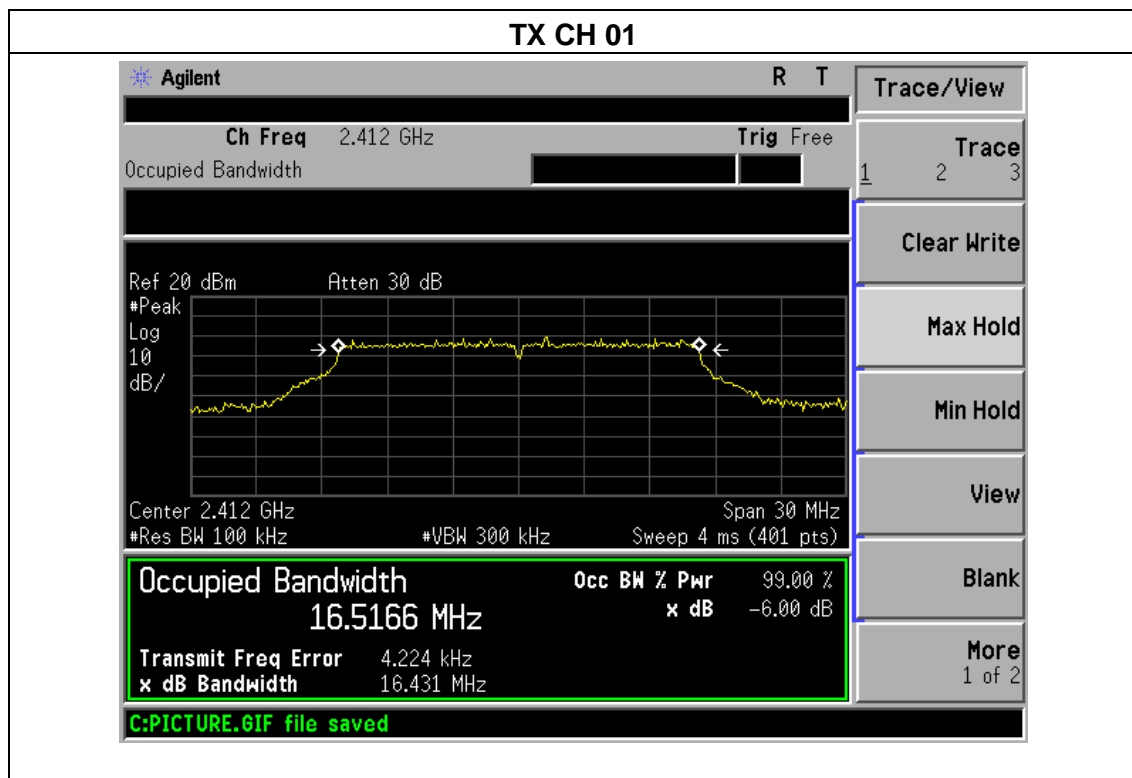 TX CH 01
Agilent R T
Trace/View
Ch Freq 2.412 GHz Trig Free
Occupied Bandwidth
Trace
1 2 3
Clear Write
Ref 20 dBm Atten 30 dB
#Peak
Log
10
dB/
Max Hold
Min Hold
View
Center 2.412 GHz Span 30 MHz
#Res BW 100 kHz #VBW 300 kHz Sweep 4 ms (401 pts)
Occupied Bandwidth Occ BW % Pwr 99.00 %
16.5166 MHz x dB -6.00 dB
Blank
Transmit Freq Error 4.224 kHz
x dB Bandwidth 16.431 MHz
More
1 of 2
C:PICTURE.GIF file saved